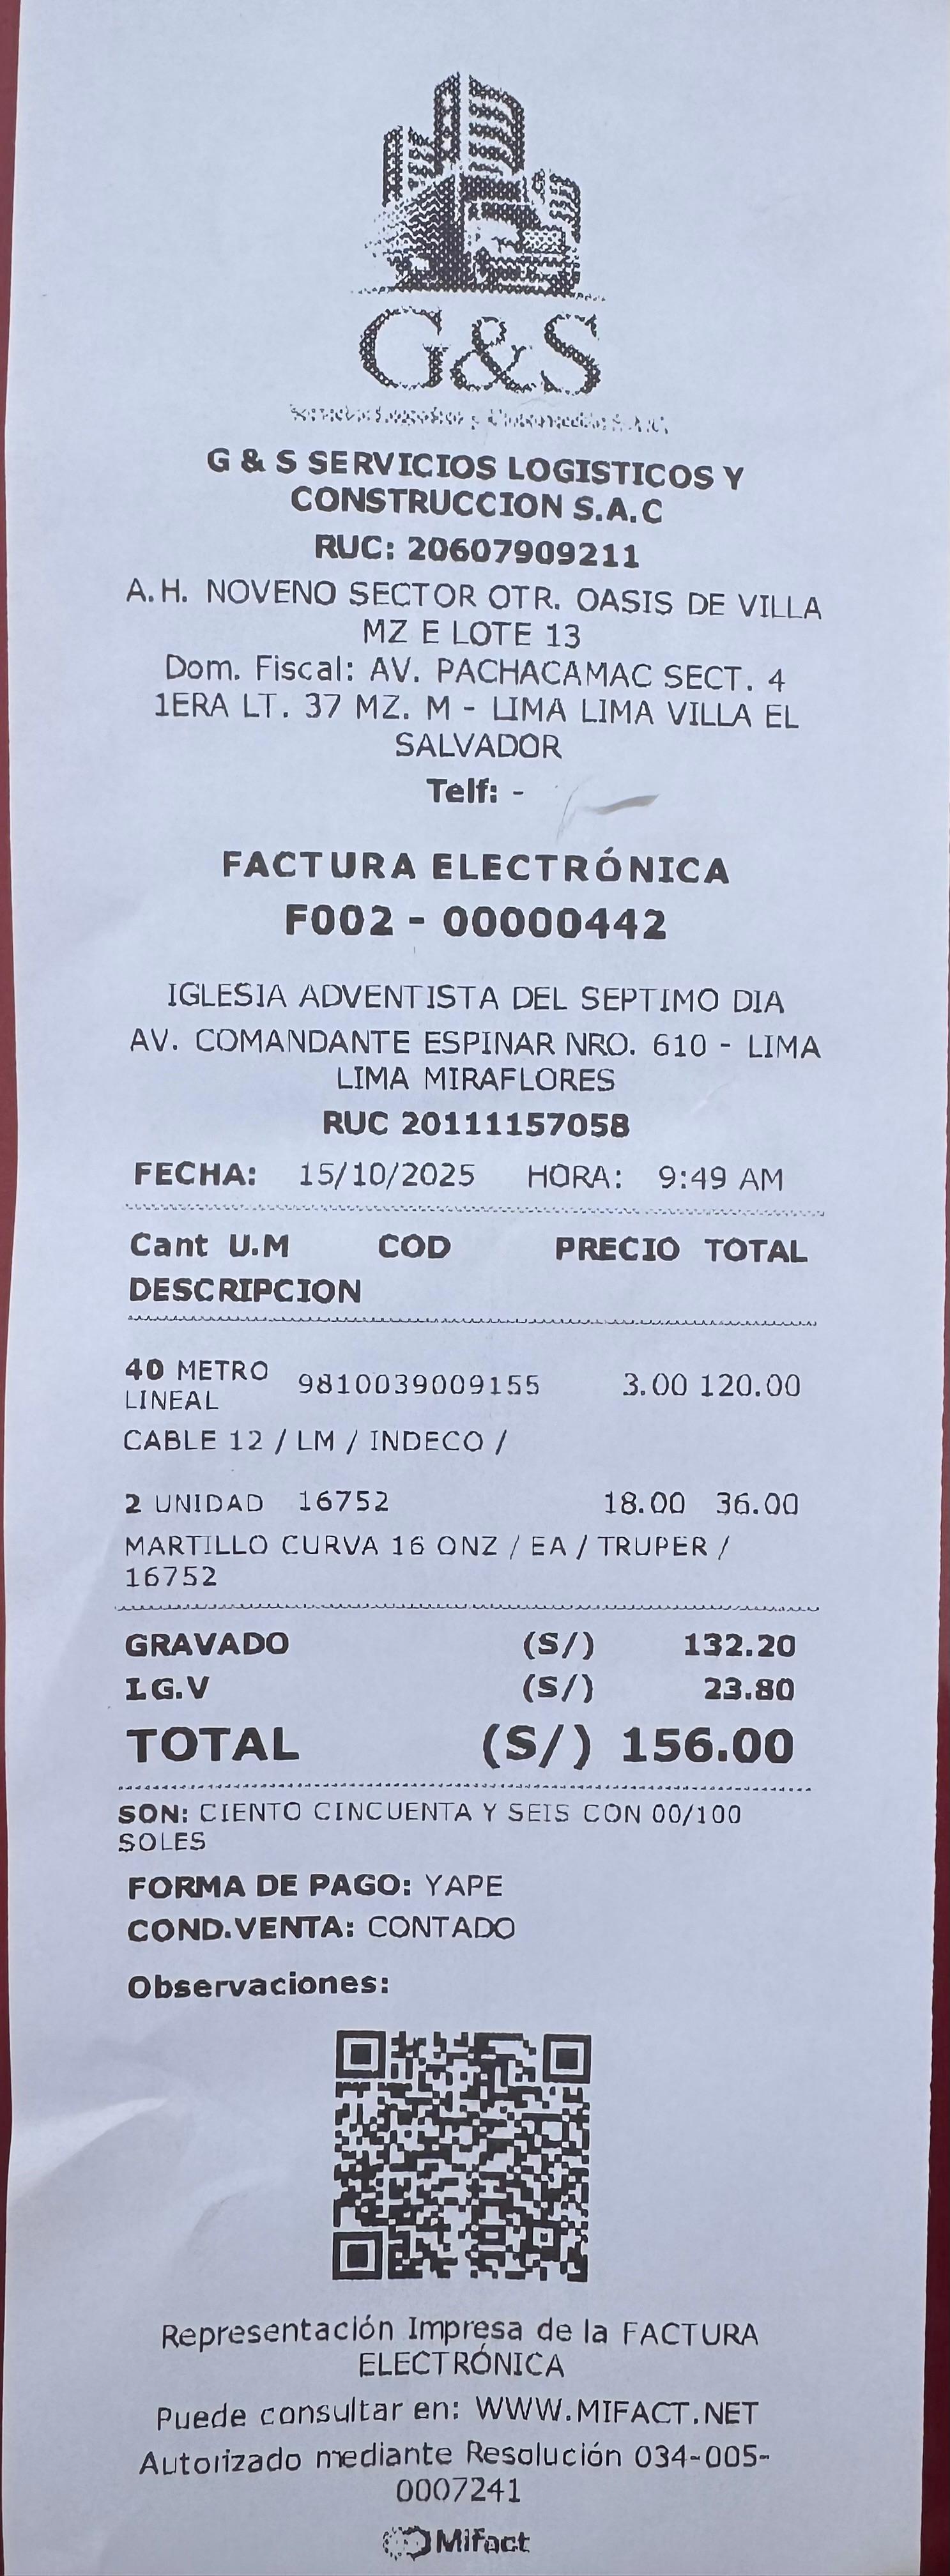 G&S
G & S SERVICIOS LOGISTICOS Y
CONSTRUCCION S.A.C
RUC: 20607909211
A.H. NOVENO SECTOR OTR. OASIS DE VILLA
MZ E LOTE 13
Dom. Fiscal: AV. PACHACAMAC SECT. 4
1ERA LT. 37 MZ. M - LIMA LIMA VILLA EL
SALVADOR
Telf: -
FACTURA ELECTRÓNICA
F002 - 00000442
IGLESIA ADVENTISTA DEL SEPTIMO DIA
AV. COMANDANTE ESPINAR NRO. 610 - LIMA
LIMA MIRAFLORES
RUC 20111157058
FECHA: 15/10/2025 HORA: 9:49 AM
Cant U.M COD PRECIO TOTAL
DESCRIPCION
40 METRO
LINEAL 9810039009155 3.00 120.00
CABLE 12 / LM / INDECO /
2 UNIDAD 16752 18.00 36.00
MARTILLO CURVA 16 ONZ / EA / TRUPER /
16752
GRAVADO (S/) 132.20
I.G.V (S/) 23.80
TOTAL (S/) 156.00
SON: CIENTO CINCUENTA Y SEIS CON 00/100
SOLES
FORMA DE PAGO: YAPE
COND.VENTA: CONTADO
Observaciones:
Representación Impresa de la FACTURA
ELECTRÓNICA
Puede consultar en: WWW.MIFACT.NET
Autorizado mediante Resolución 034-005-
0007241
Mifact